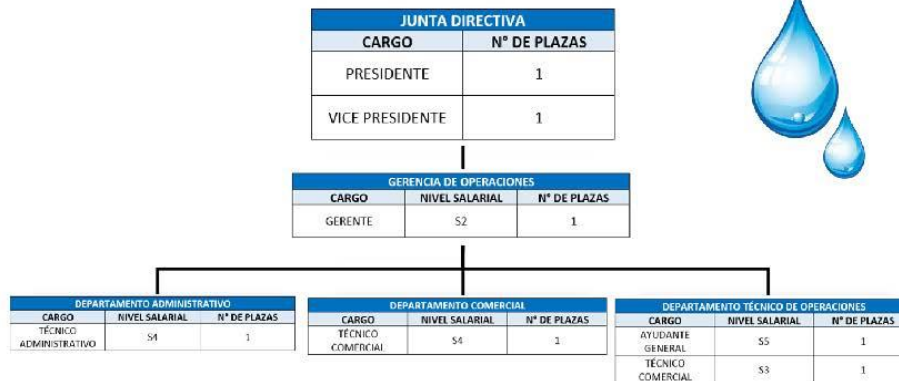 JUNTA DIRECTIVA
CARGO N° DE PLAZAS
PRESIDENTE 1
VICE PRESIDENTE 1
GERENCIA DE OPERACIONES
CARGO NIVEL SALARIAL N° DE PLAZAS
GERENTE S2 1
DEPARTAMENTO ADMINISTRATIVO
CARGO NIVEL SALARIAL N° DE PLAZAS
TÉCNICO
ADMINISTRATIVO S4 1
DEPARTAMENTO COMERCIAL
CARGO NIVEL SALARIAL N° DE PLAZAS
TÉCNICO
COMERCIAL S4 1
DEPARTAMENTO TÉCNICO DE OPERACIONES
CARGO NIVEL SALARIAL N° DE PLAZAS
AYUDANTE
GENERAL S5 1
TÉCNICO
COMERCIAL S3 1